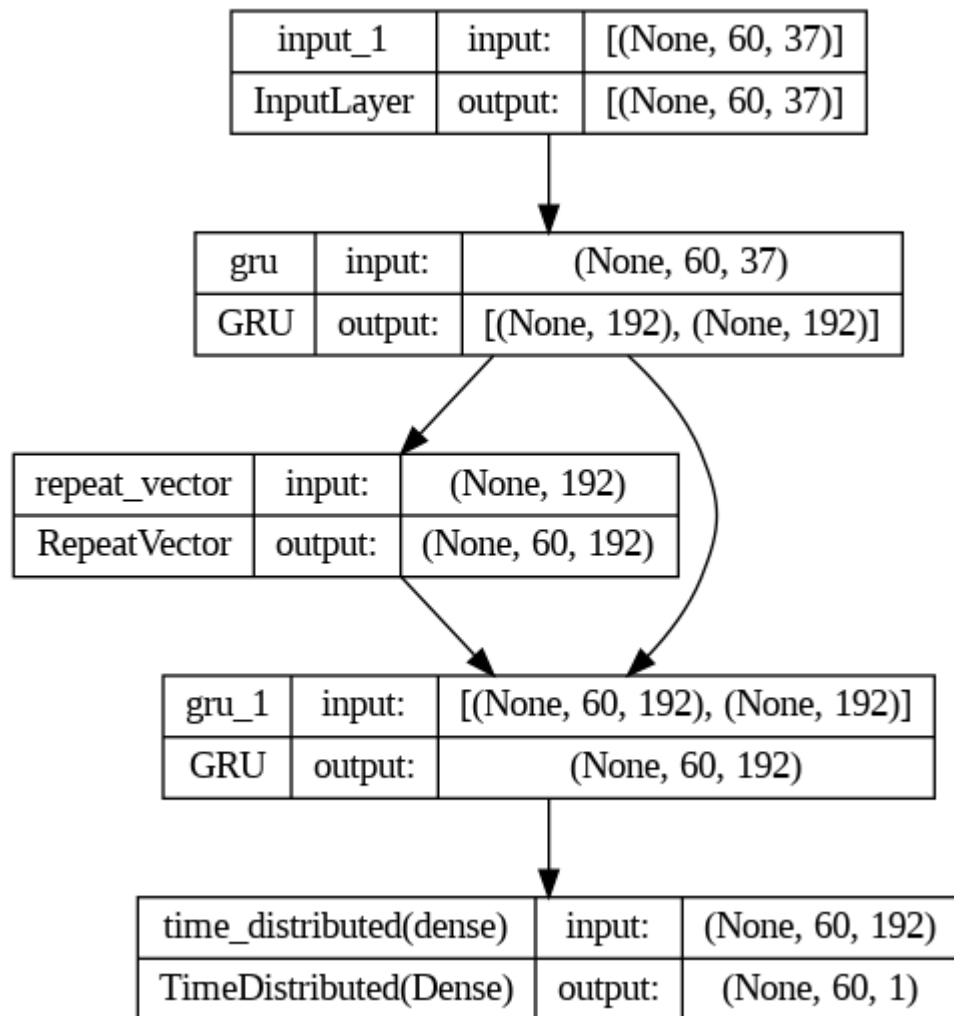 input_1 input: [(None, 60, 37)]
InputLayer output: [(None, 60, 37)]
gru input: (None, 60, 37)
GRU output: [(None, 192), (None, 192)]
repeat_vector input: (None, 192)
RepeatVector output: (None, 60, 192)
gru_1 input: [(None, 60, 192), (None, 192)]
GRU output: (None, 60, 192)
time_distributed(dense) input: (None, 60, 192)
TimeDistributed(Dense) output: (None, 60, 1)